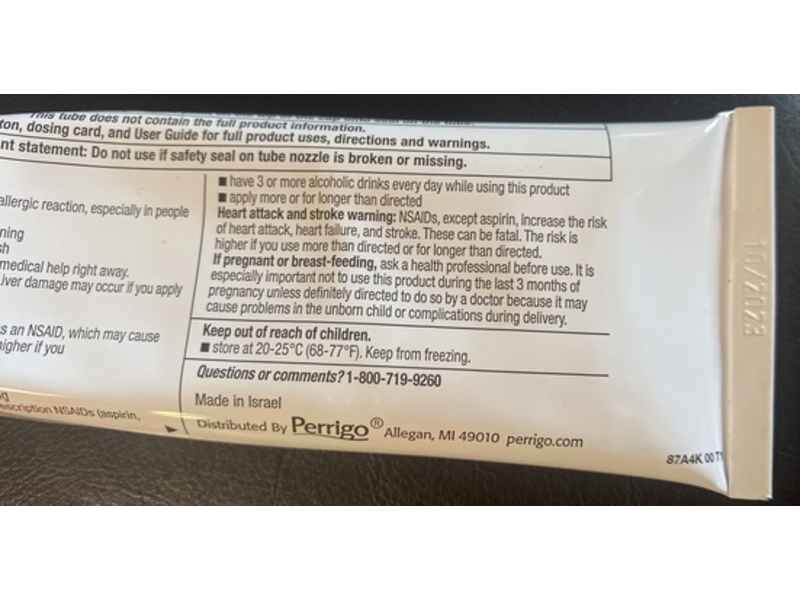 This tube does not contain the full product information.
ton, dosing card, and User Guide for full product uses, directions and warnings.
nt statement: Do not use if safety seal on tube nozzle is broken or missing.
allergic reaction, especially in people
ning
sh
medical help right away.
iver damage may occur if you apply
s an NSAID, which may cause
higher if you
g
escription NSAIDs (aspirin,
■ have 3 or more alcoholic drinks every day while using this product
■ apply more or for longer than directed
Heart attack and stroke warning: NSAIDs, except aspirin, increase the risk
of heart attack, heart failure, and stroke. These can be fatal. The risk is
higher if you use more than directed or for longer than directed.
If pregnant or breast-feeding, ask a health professional before use. It is
especially important not to use this product during the last 3 months of
pregnancy unless definitely directed to do so by a doctor because it may
cause problems in the unborn child or complications during delivery.
Keep out of reach of children.
■ store at 20-25°C (68-77°F). Keep from freezing.
Questions or comments? 1-800-719-9260
Made in Israel
Distributed By Perrigo® Allegan, MI 49010 perrigo.com
87A4K 00 T
10/2023